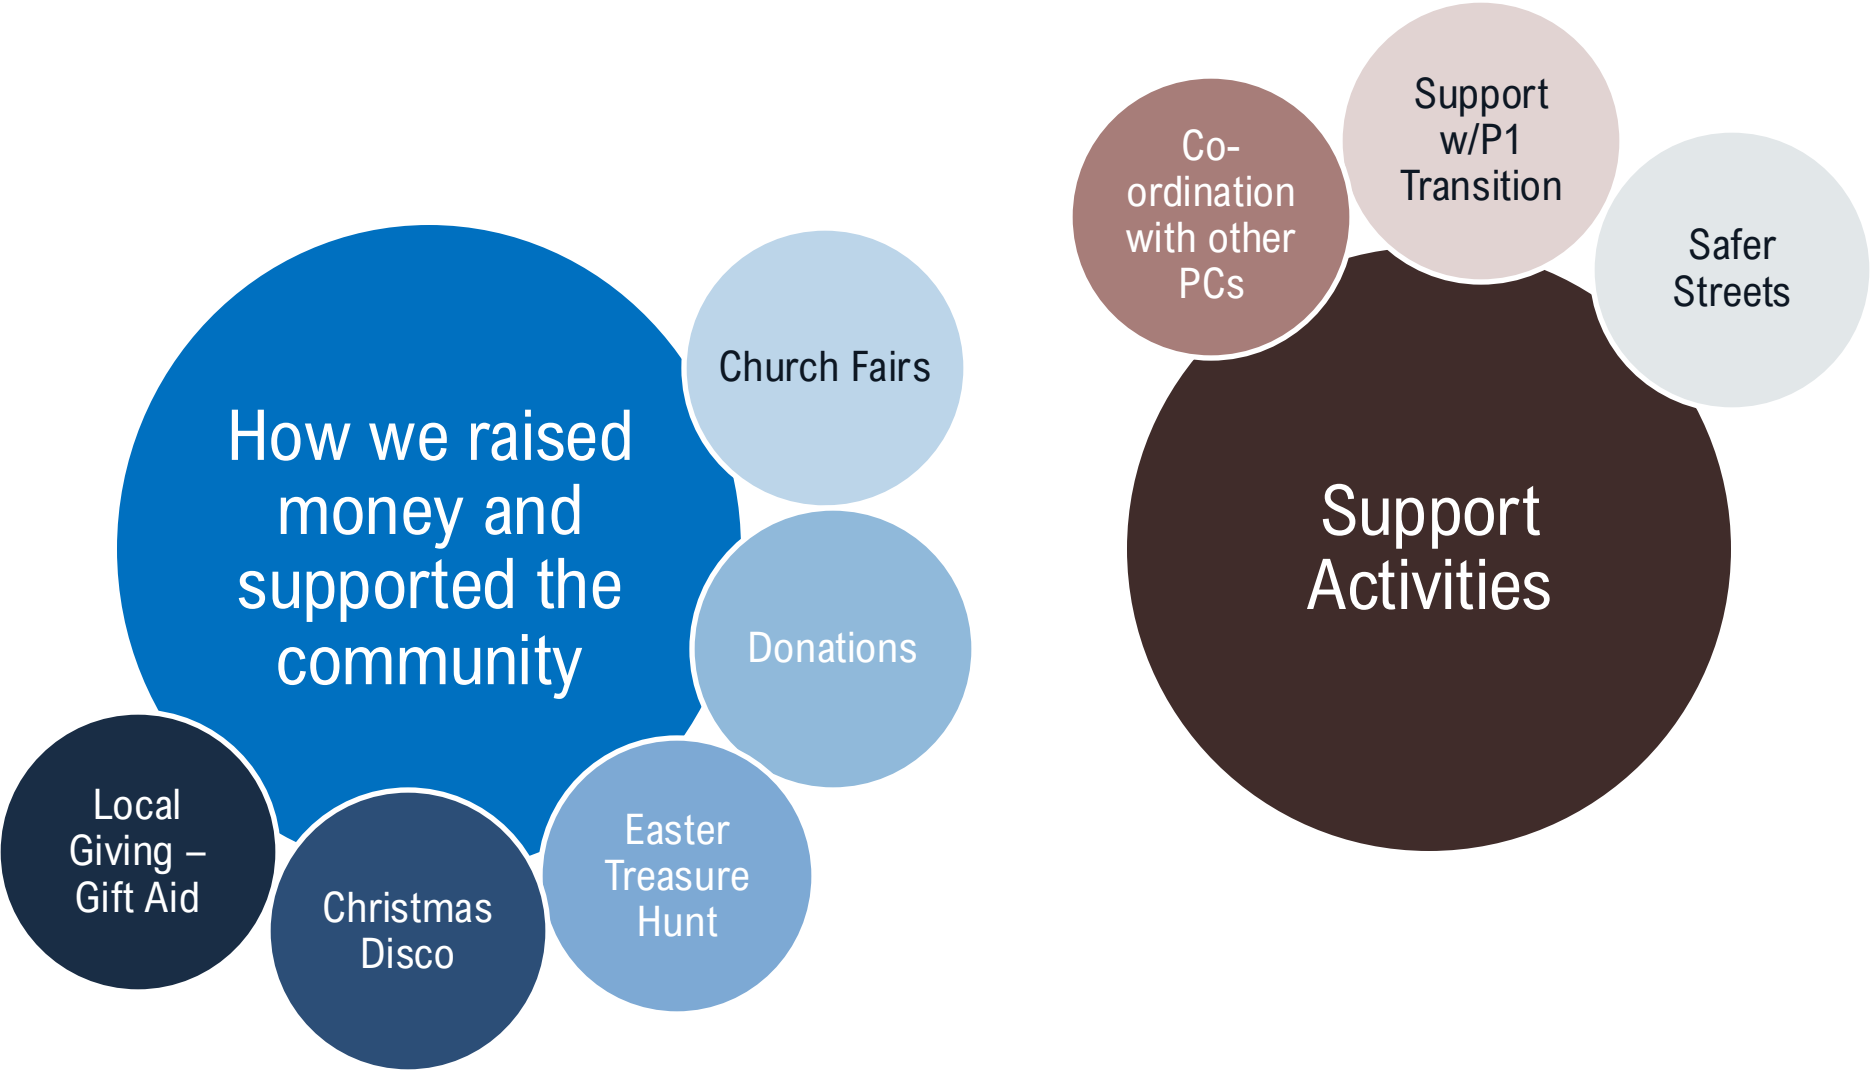 How we raised
money and
supported the
community
Church Fairs
Donations
Easter
Treasure
Hunt
Christmas
Disco
Local
Giving –
Gift Aid
Support
Activities
Co-
ordination
with other
PCs
Support
w/P1
Transition
Safer
Streets